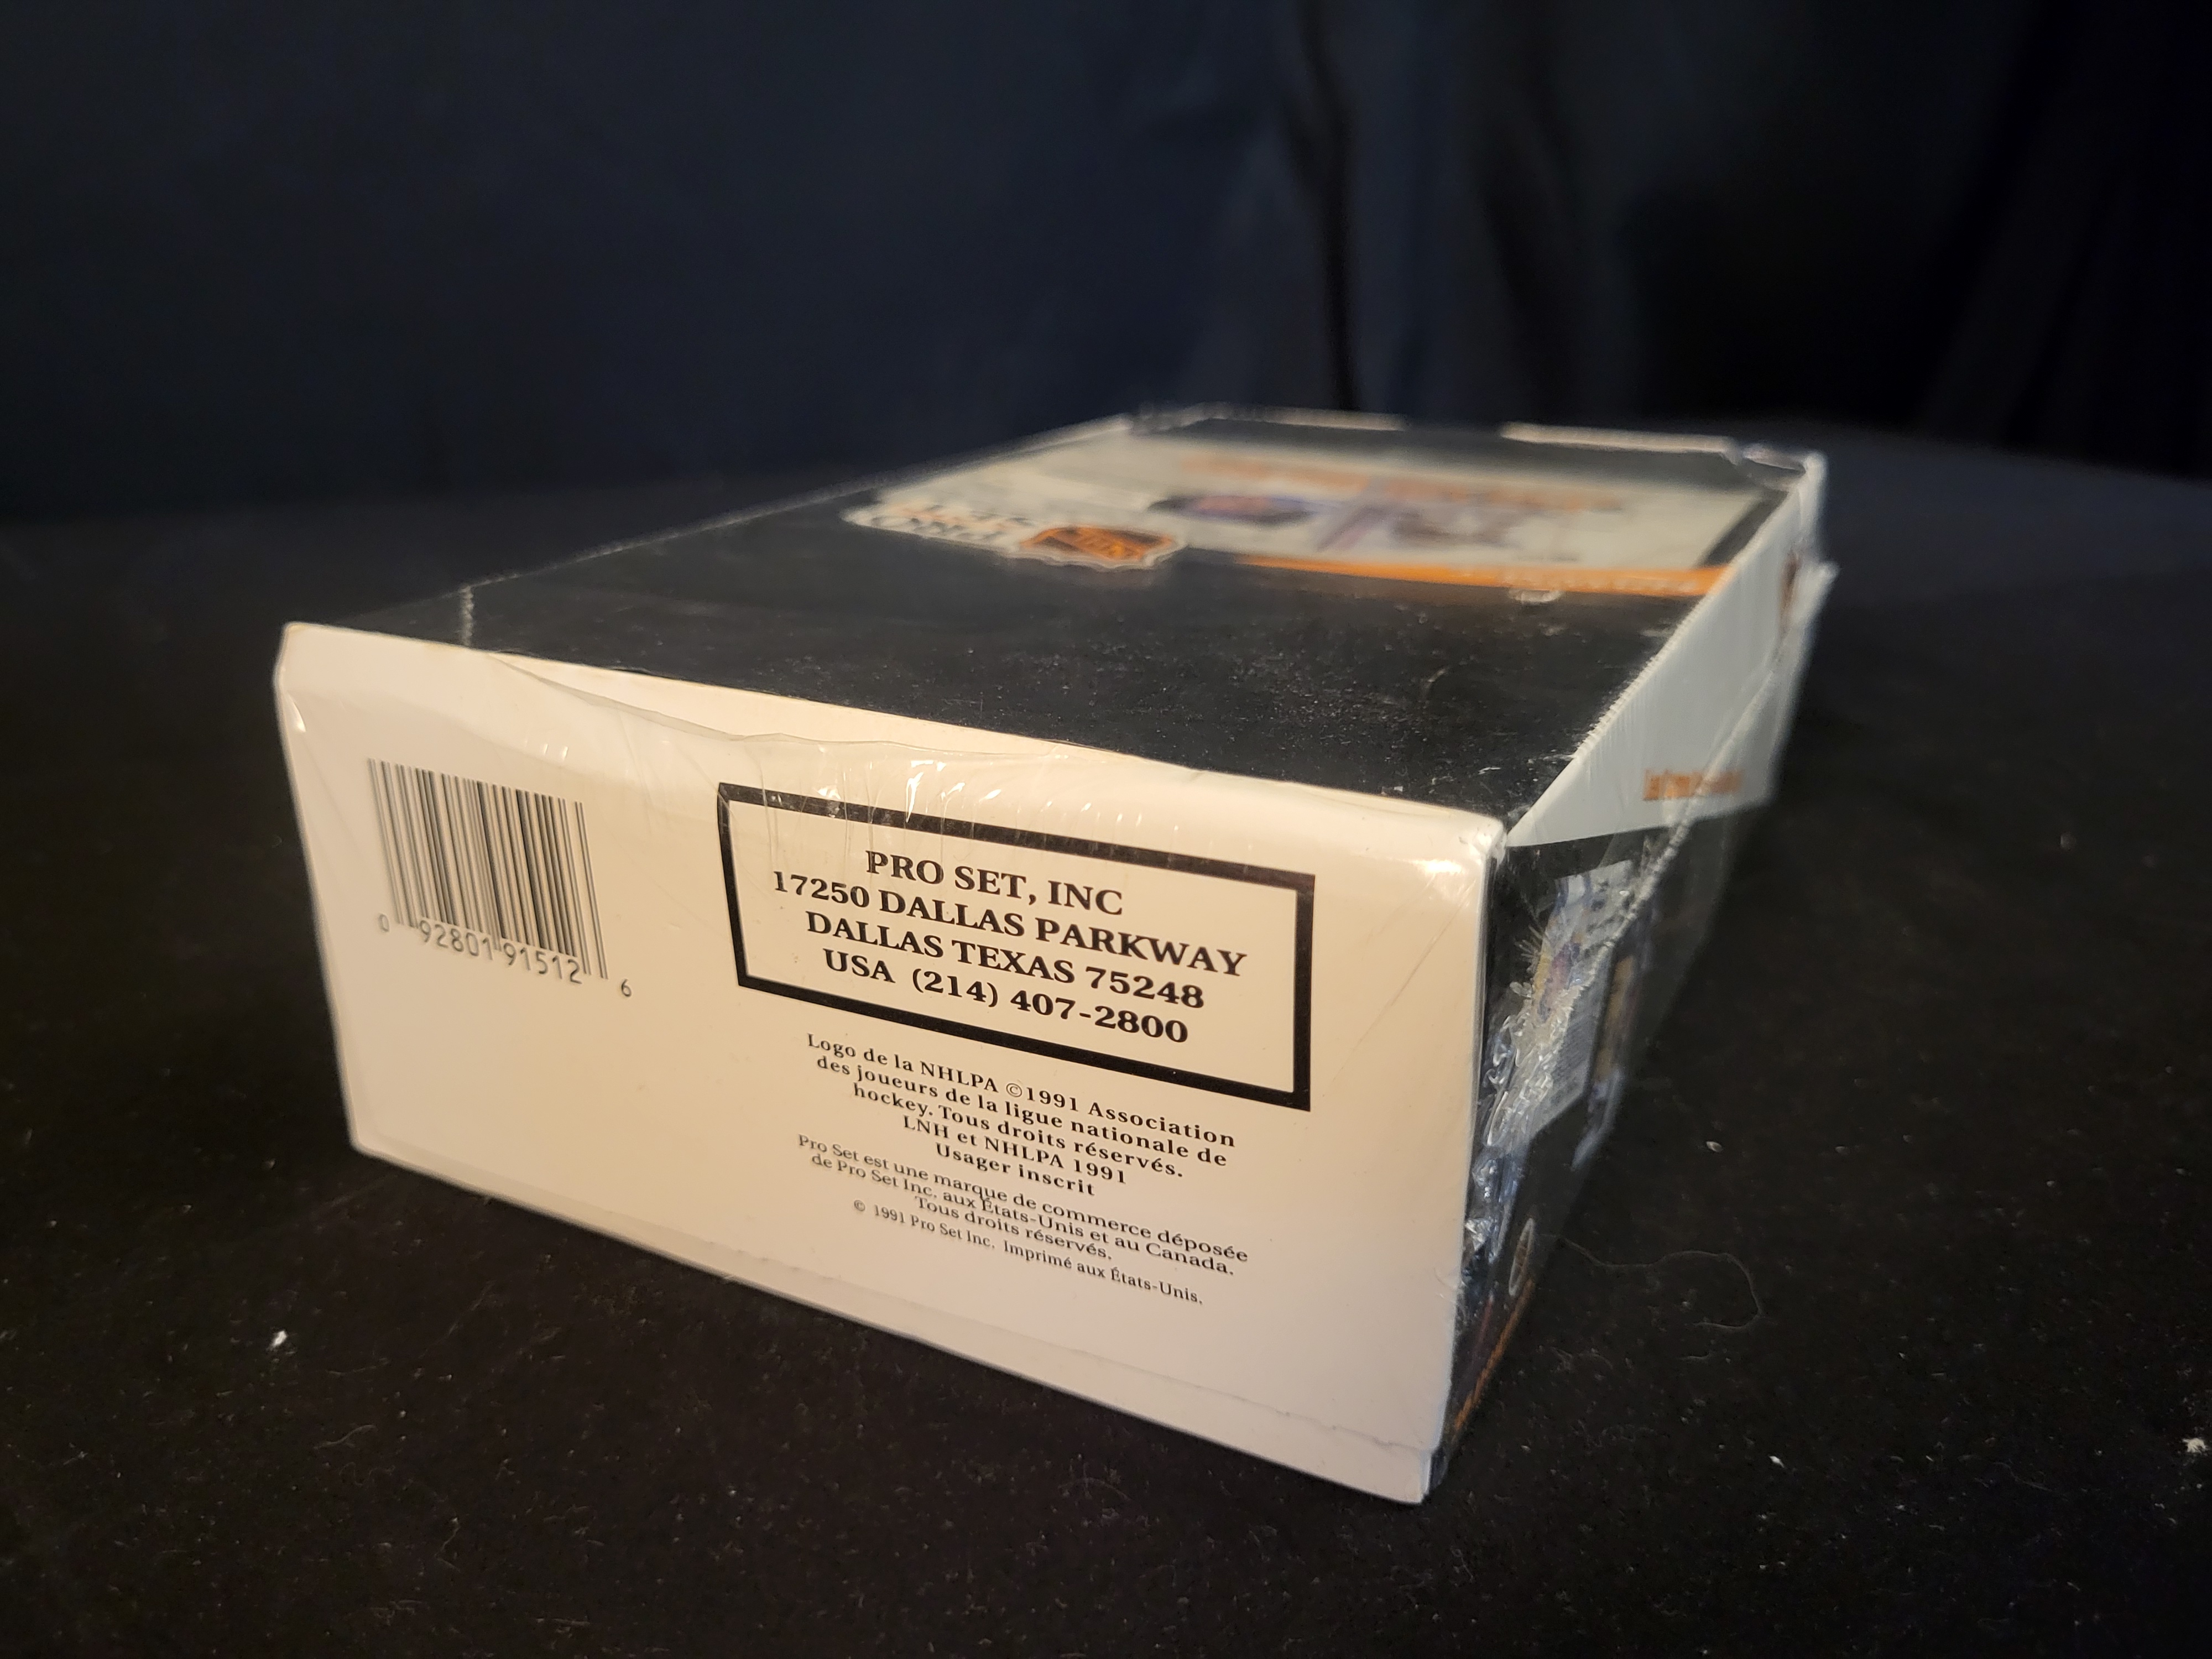 NHL
PRO SET
0 92801 91512 6
PRO SET, INC
17250 DALLAS PARKWAY
DALLAS TEXAS 75248
USA (214) 407-2800
Logo de la NHLPA ©1991 Association
des joueurs de la ligue nationale de
hockey. Tous droits réservés.
LNH et NHLPA 1991
Usager inscrit
Pro Set est une marque de commerce déposée
de Pro Set Inc. aux États-Unis et au Canada.
Tous droits réservés.
© 1991 Pro Set Inc. Imprimé aux États-Unis.